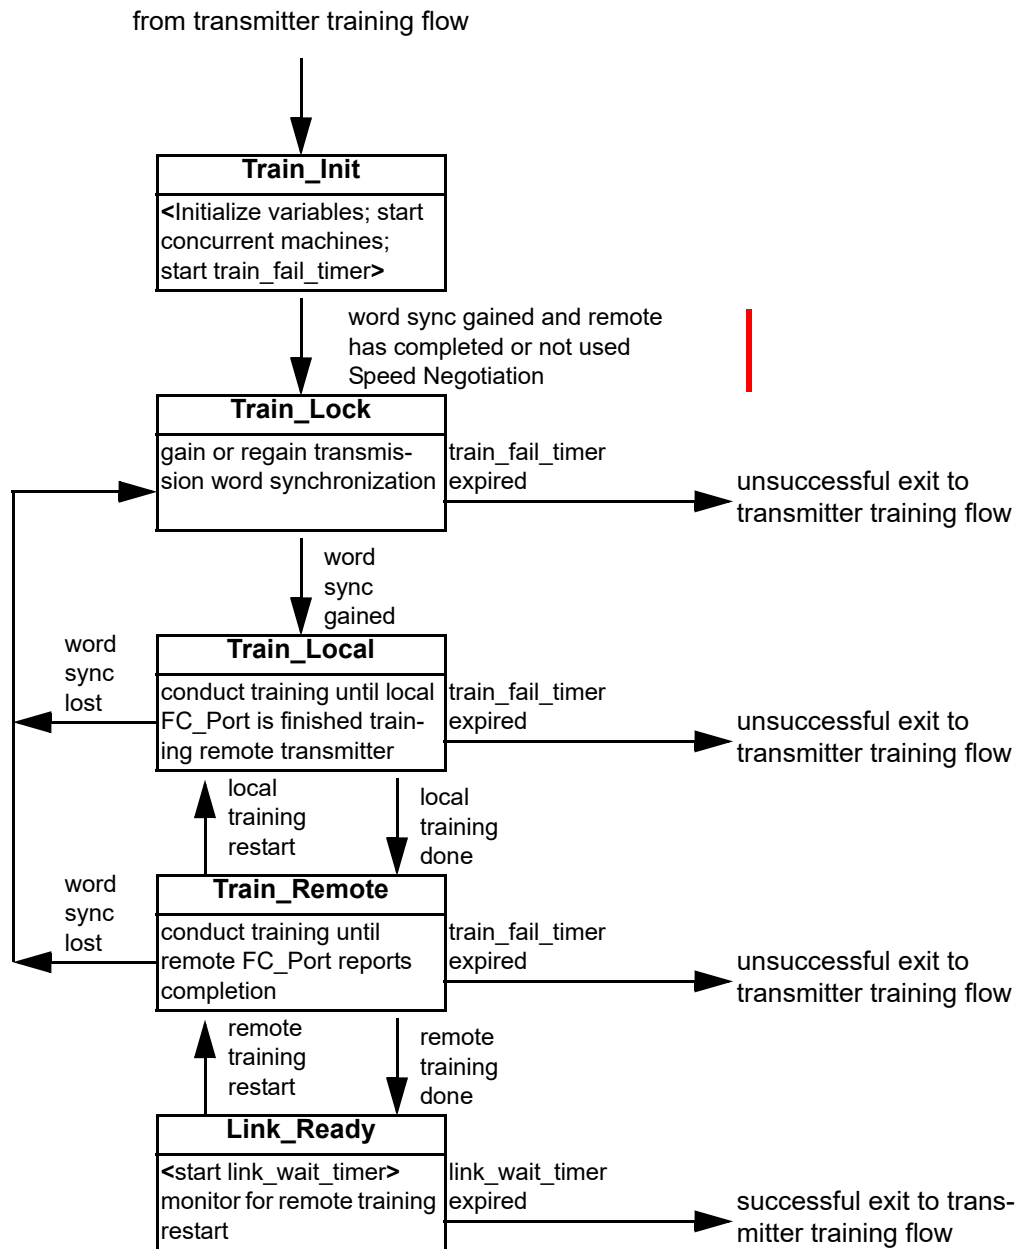 from transmitter training flow
Train_Init
<Initialize variables; start
concurrent machines;
start train_fail_timer>
word sync gained and remote
has completed or not used
Speed Negotiation
Train_Lock
gain or regain transmis-
sion word synchronization
train_fail_timer
expired
unsuccessful exit to
transmitter training flow
word
sync
gained
word
sync
lost
Train_Local
conduct training until local
FC_Port is finished train-
ing remote transmitter
train_fail_timer
expired
unsuccessful exit to
transmitter training flow
local
training
restart
local
training
done
word
sync
lost
Train_Remote
conduct training until
remote FC_Port reports
completion
train_fail_timer
expired
unsuccessful exit to
transmitter training flow
remote
training
restart
remote
training
done
Link_Ready
<start link_wait_timer>
monitor for remote training
restart
link_wait_timer
expired
successful exit to trans-
mitter training flow